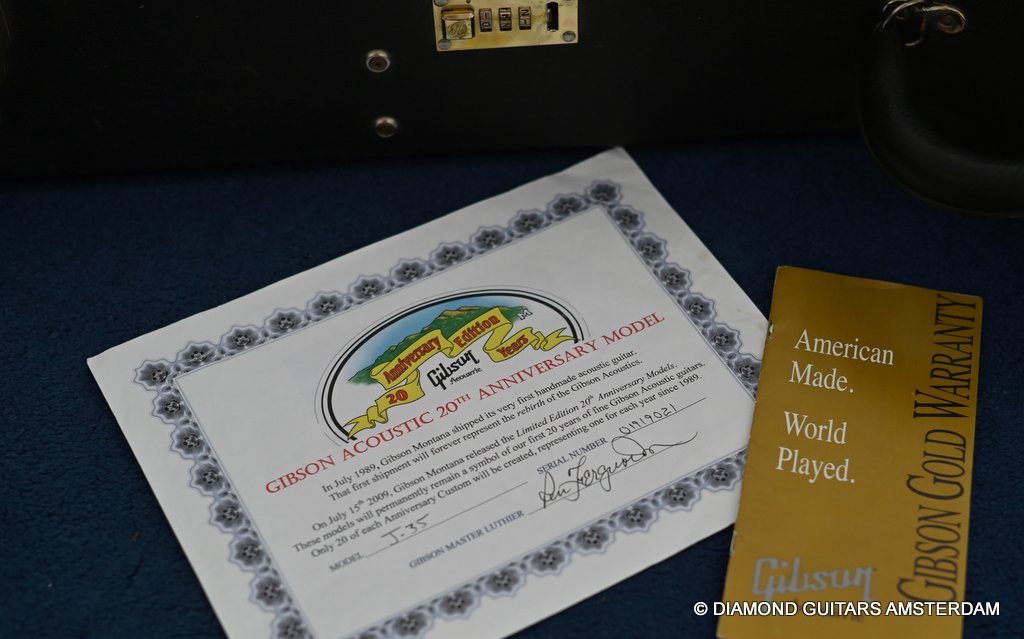 20 Anniversary Edition Years
Gibson
Acoustic
GIBSON ACOUSTIC 20TH ANNIVERSARY MODEL
In July 1989, Gibson Montana shipped its very first handmade acoustic guitar.
That first shipment will forever represent the rebirth of the Gibson Acoustics.
On July 15th 2009, Gibson Montana released the Limited Edition 20th Anniversary Models.
These models will permanently remain a symbol of our first 20 years of fine Gibson Acoustic guitars.
Only 20 of each Anniversary Custom will be created, representing one for each year since 1989.
MODEL J-35 SERIAL NUMBER 01919021
GIBSON MASTER LUTHIER Ren Ferguson
American
Made.
World
Played.
Gibson
GIBSON GOLD WARRANTY
© DIAMOND GUITARS AMSTERDAM